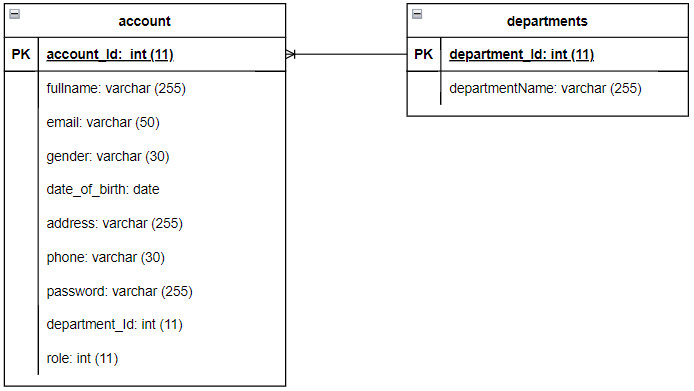 account
PK account_Id: int (11)
fullname: varchar (255)
email: varchar (50)
gender: varchar (30)
date_of_birth: date
address: varchar (255)
phone: varchar (30)
password: varchar (255)
department_Id: int (11)
role: int (11)
departments
PK department_Id: int (11)
departmentName: varchar (255)